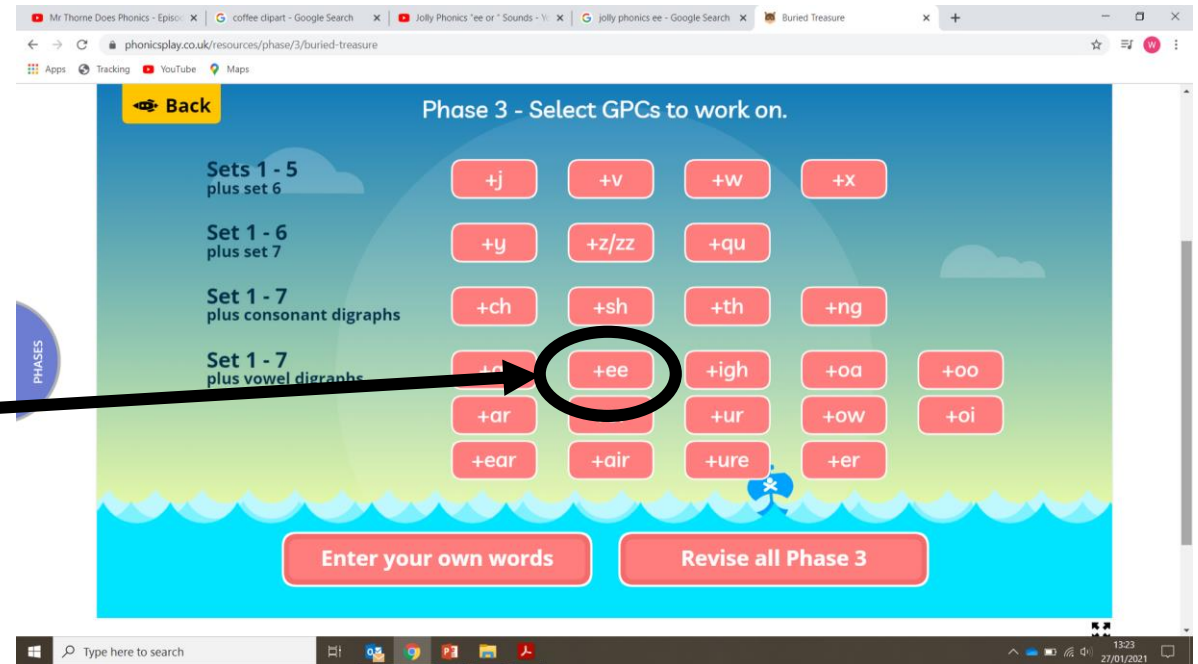 Mr Thorne Does Phonics - Episo
coffee clipart - Google Search
Jolly Phonics "ee or " Sounds - Yo
jolly phonics ee - Google Search
Buried Treasure
phonicsplay.co.uk/resources/phase/3/buried-treasure
W
Apps Tracking YouTube Maps
Back
Phase 3 - Select GPCs to work on.
Sets 1 - 5
plus set 6
+j +v +w +x
Set 1 - 6
plus set 7
+y +z/zz +qu
Set 1 - 7
plus consonant digraphs
+ch +sh +th +ng
PHASES
Set 1 - 7
plus vowel digraphs
+ee +igh +oa +oo
+ar +ur +ow +oi
+ear +air +ure +er
Enter your own words
Revise all Phase 3
Type here to search
13:23
27/01/2021